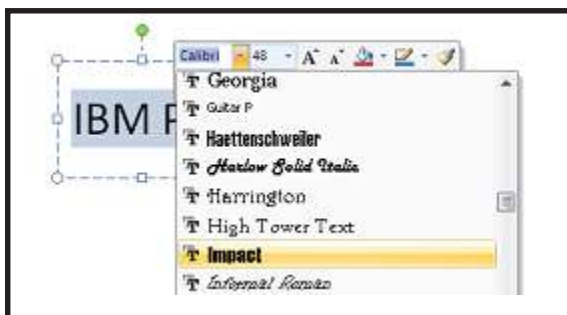 Calibri 48 A A
Georgia
IBM P
Guitar P
Haettenschweiler
Harlow Solid Italic
Harrington
High Tower Text
Impact
Informal Roman